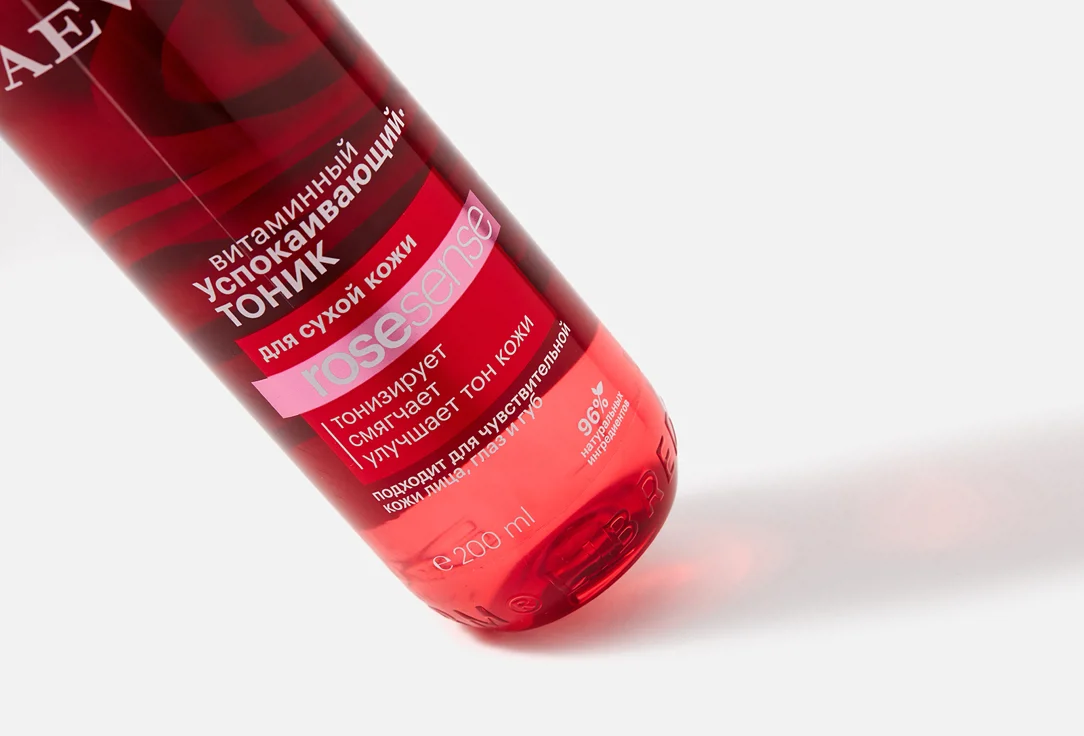 AEV
витаминный
Успокаивающий
ТОНИК
для сухой кожи
rosesense
тонизирует
смягчает
улучшает тон кожи
подходит для чувствительной
кожи лица, глаз и губ
96%
натуральных
ингредиентов
℮ 200 ml